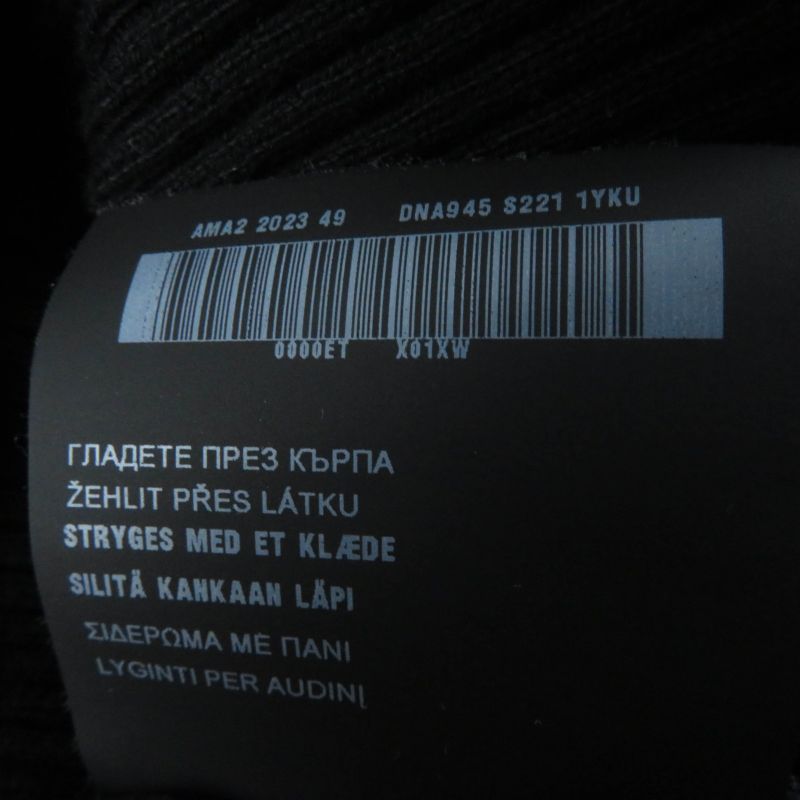 AMA2 2023 49 DNA945 S221 1YKU
0000ET X01XW
ГЛАДЕТЕ ПРЕЗ КЪРПА
ŽEHLIT PŘES LÁTKU
STRYGES MED ET KLÆDE
SILITÄ KANKAAN LÄPI
ΣΙΔΕΡΩΜΑ ΜΕ ΠΑΝΙ
LYGINTI PER AUDINĮ